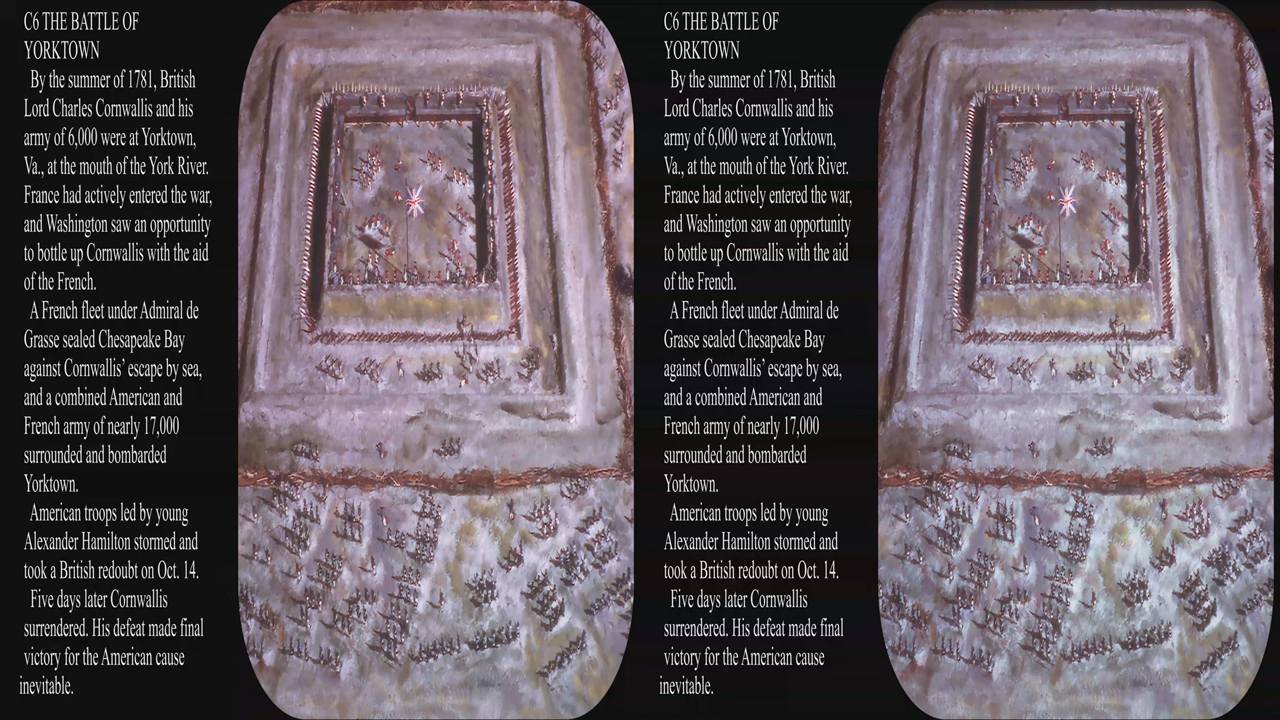 C6 THE BATTLE OF
YORKTOWN
By the summer of 1781, British
Lord Charles Cornwallis and his
army of 6,000 were at Yorktown,
Va., at the mouth of the York River.
France had actively entered the war,
and Washington saw an opportunity
to bottle up Cornwallis with the aid
of the French.
A French fleet under Admiral de
Grasse sealed Chesapeake Bay
against Cornwallis' escape by sea,
and a combined American and
French army of nearly 17,000
surrounded and bombarded
Yorktown.
American troops led by young
Alexander Hamilton stormed and
took a British redoubt on Oct. 14.
Five days later Cornwallis
surrendered. His defeat made final
victory for the American cause
inevitable.
C6 THE BATTLE OF
YORKTOWN
By the summer of 1781, British
Lord Charles Cornwallis and his
army of 6,000 were at Yorktown,
Va., at the mouth of the York River.
France had actively entered the war,
and Washington saw an opportunity
to bottle up Cornwallis with the aid
of the French.
A French fleet under Admiral de
Grasse sealed Chesapeake Bay
against Cornwallis' escape by sea,
and a combined American and
French army of nearly 17,000
surrounded and bombarded
Yorktown.
American troops led by young
Alexander Hamilton stormed and
took a British redoubt on Oct. 14.
Five days later Cornwallis
surrendered. His defeat made final
victory for the American cause
inevitable.